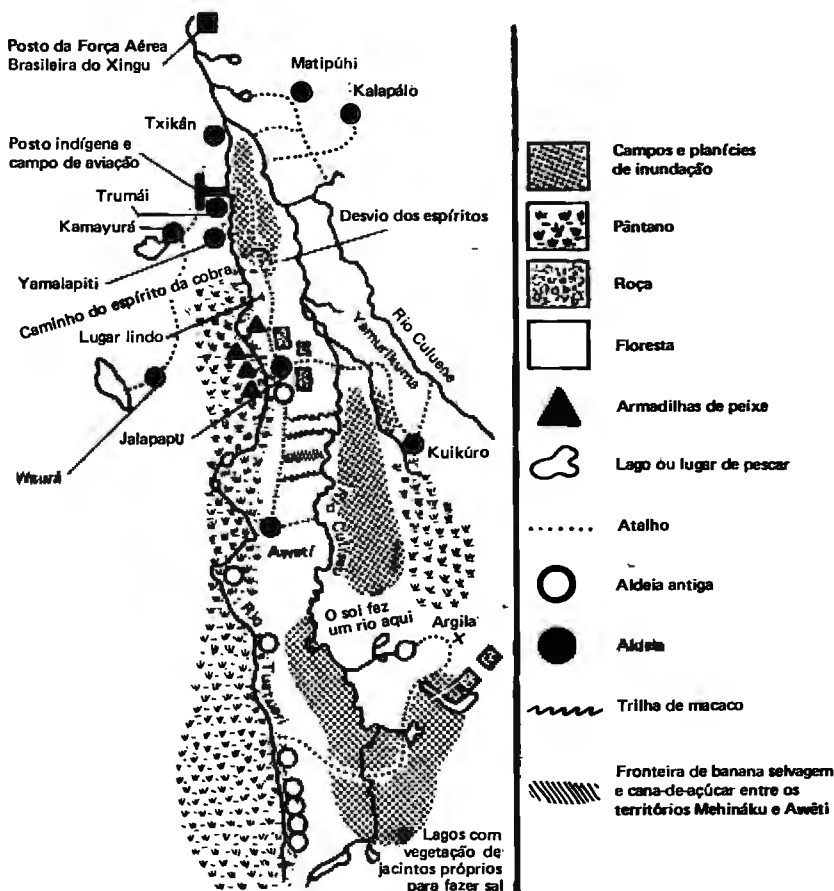 Posto da Força Aérea
Brasileira do Xingu
Matipúhi
Kalapálo
Txikân
Posto indígena e
campo de aviação
Trumái
Kamayurá
Desvio dos espíritos
Yamalapiti
Caminho do espírito da cobra
Lugar lindo
Yamurikuma
Rio Culuene
Jalapapü
Kuikúro
Waurá
Awetí
Culiseu
O sol fez
um rio aqui
Argila
X
Rio Tuatuari
Lagos com
vegetação de
jacintos próprios
para fazer sal
Campos e planícies
de inundação
Pântano
Roça
Floresta
Armadilhas de peixe
Lago ou lugar de pescar
Atalho
Aldeia antiga
Aldeia
Trilha de macaco
Fronteira de banana selvagem
e cana-de-açúcar entre os
territórios Mehináku e Awêti